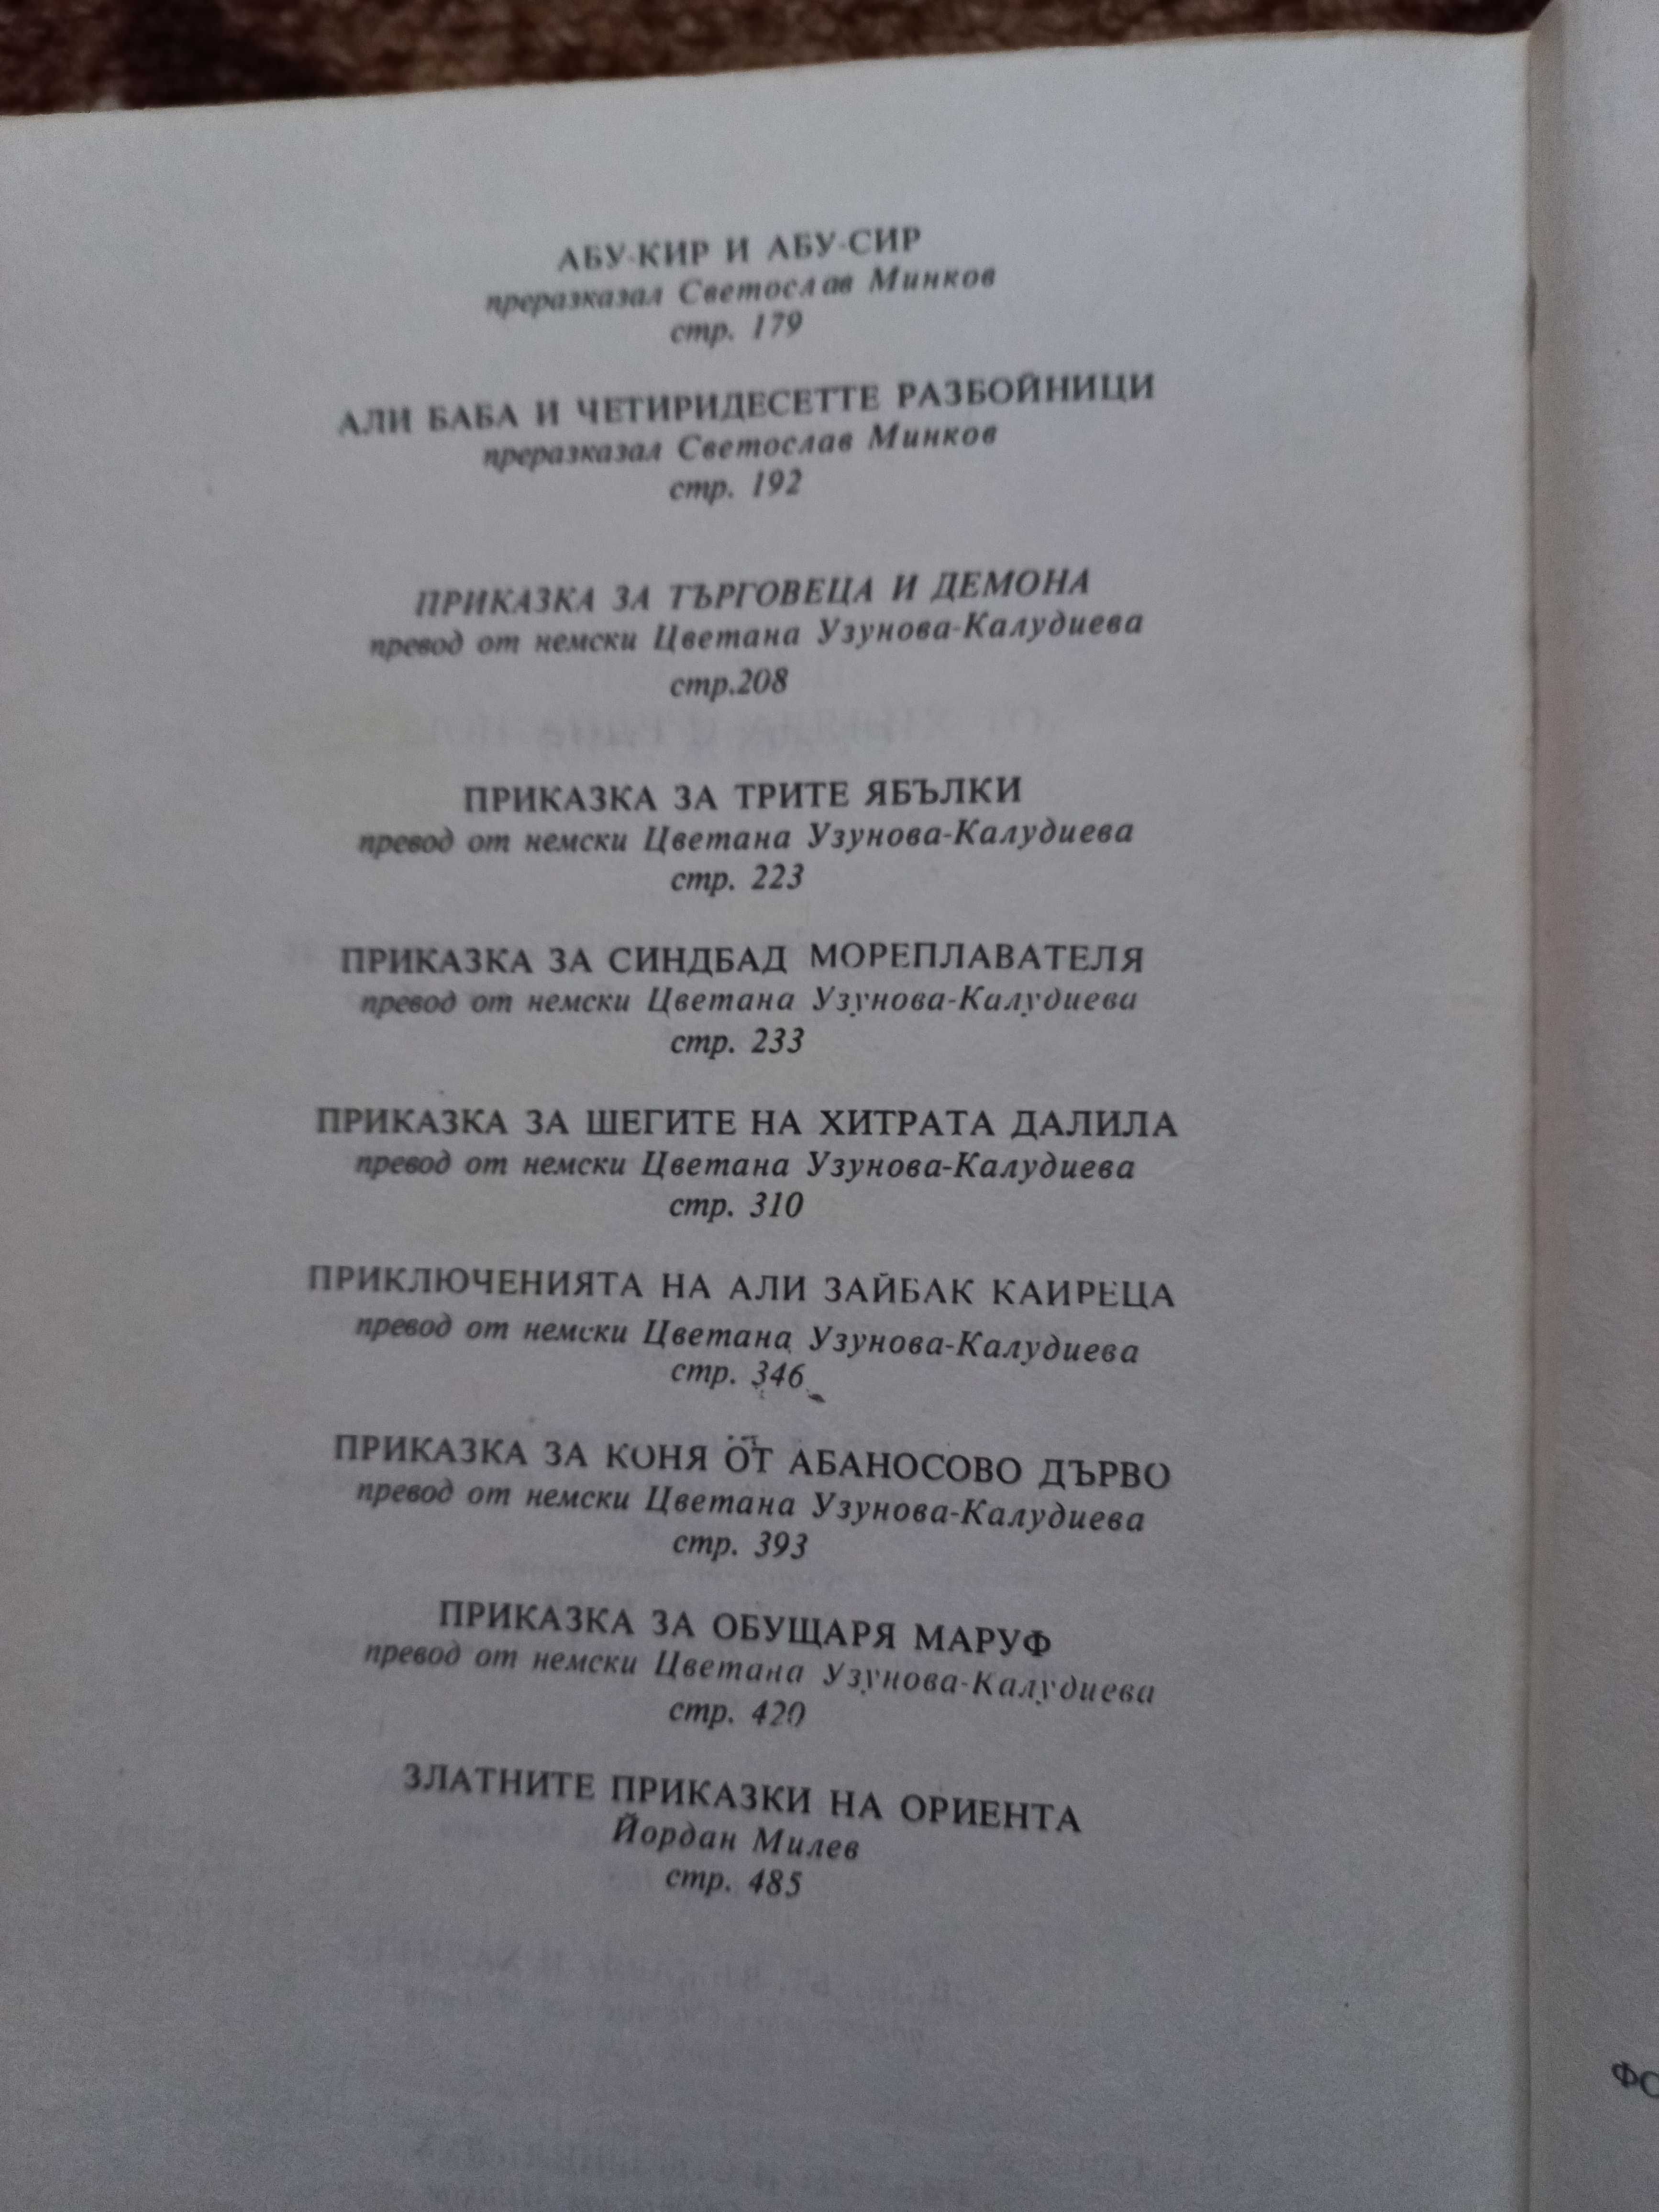 АБУ-КИР И АБУ-СИР
преразказал Светослав Минков
стр. 179
АЛИ БАБА И ЧЕТИРИДЕСЕТТЕ РАЗБОЙНИЦИ
преразказал Светослав Минков
стр. 192
ПРИКАЗКА ЗА ТЪРГОВЕЦА И ДЕМОНА
превод от немски Цветана Узунова-Калудиева
стр.208
ПРИКАЗКА ЗА ТРИТЕ ЯБЪЛКИ
превод от немски Цветана Узунова-Калудиева
стр. 223
ПРИКАЗКА ЗА СИНДБАД МОРЕПЛАВАТЕЛЯ
превод от немски Цветана Узунова-Калудиева
стр. 233
ПРИКАЗКА ЗА ШЕГИТЕ НА ХИТРАТА ДАЛИЛА
превод от немски Цветана Узунова-Калудиева
стр. 310
ПРИКЛЮЧЕНИЯТА НА АЛИ ЗАЙБАК КАИРЕЦА
превод от немски Цветана Узунова-Калудиева
стр. 346
ПРИКАЗКА ЗА КОНЯ ОТ АБАНОСОВО ДЪРВО
превод от немски Цветана Узунова-Калудиева
стр. 393
ПРИКАЗКА ЗА ОБУЩАРЯ МАРУФ
превод от немски Цветана Узунова-Калудиева
стр. 420
ЗЛАТНИТЕ ПРИКАЗКИ НА ОРИЕНТА
Йордан Милев
стр. 485